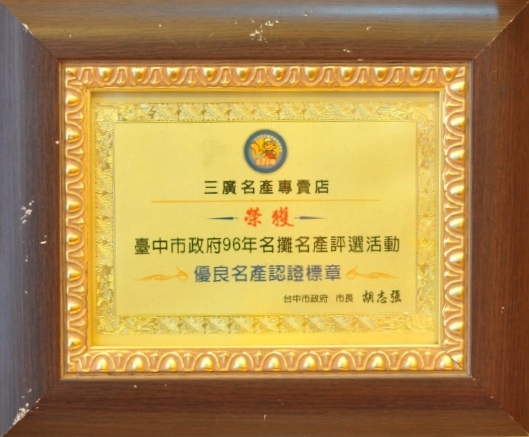 三廣名產專賣店
榮獲
臺中市政府96年名攤名產評選活動
優良名產認證標章
台中市政府 市長 胡志強